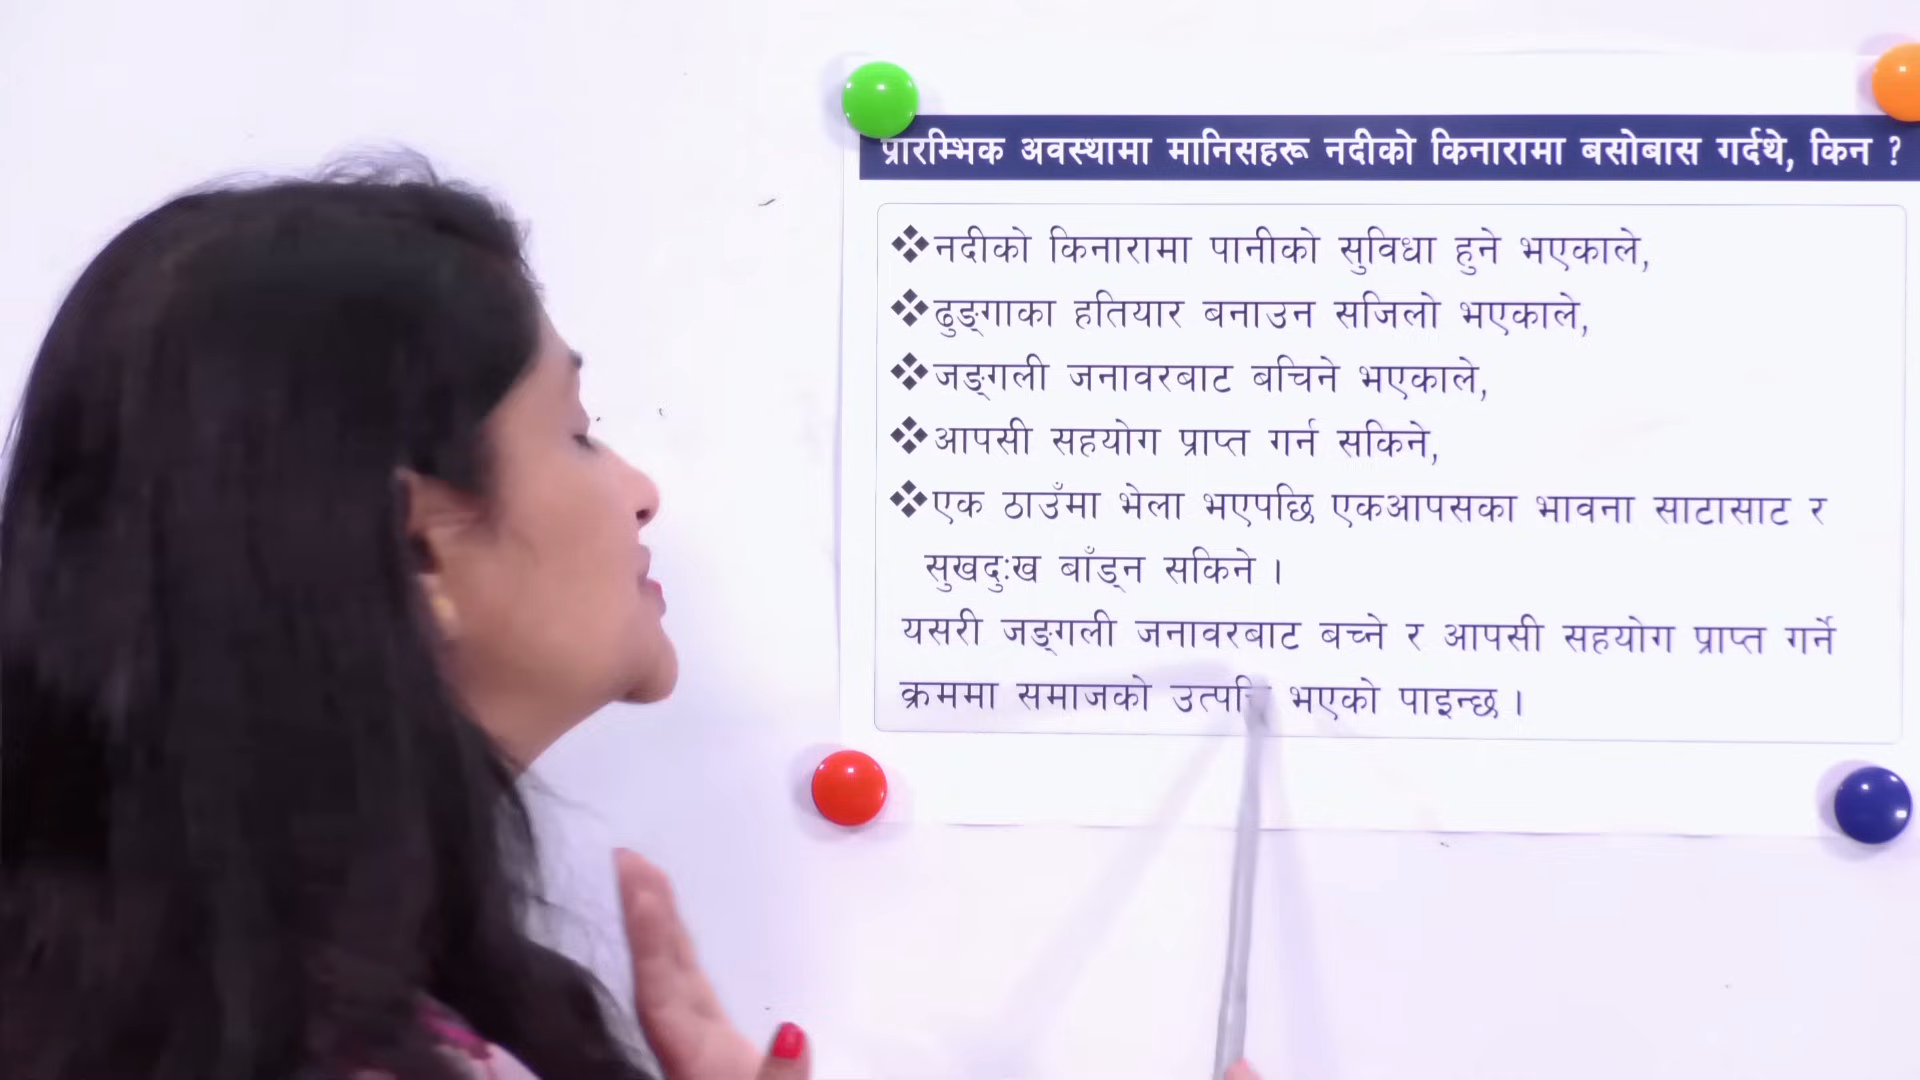 प्रारम्भिक अवस्थामा मानिसहरू नदीको किनारामा बसोबास गर्दथे, किन ?
❖नदीको किनारामा पानीको सुविधा हुने भएकाले,
❖ढुङ्गाका हतियार बनाउन सजिलो भएकाले,
❖जङ्गली जनावरबाट बचिने भएकाले,
❖आपसी सहयोग प्राप्त गर्न सकिने,
❖एक ठाउँमा भेला भएपछि एकआपसका भावना साटासाट र
सुखदुःख बाँड्न सकिने ।
यसरी जङ्गली जनावरबाट बच्ने र आपसी सहयोग प्राप्त गर्ने
क्रममा समाजको भएको पाइन्छ ।